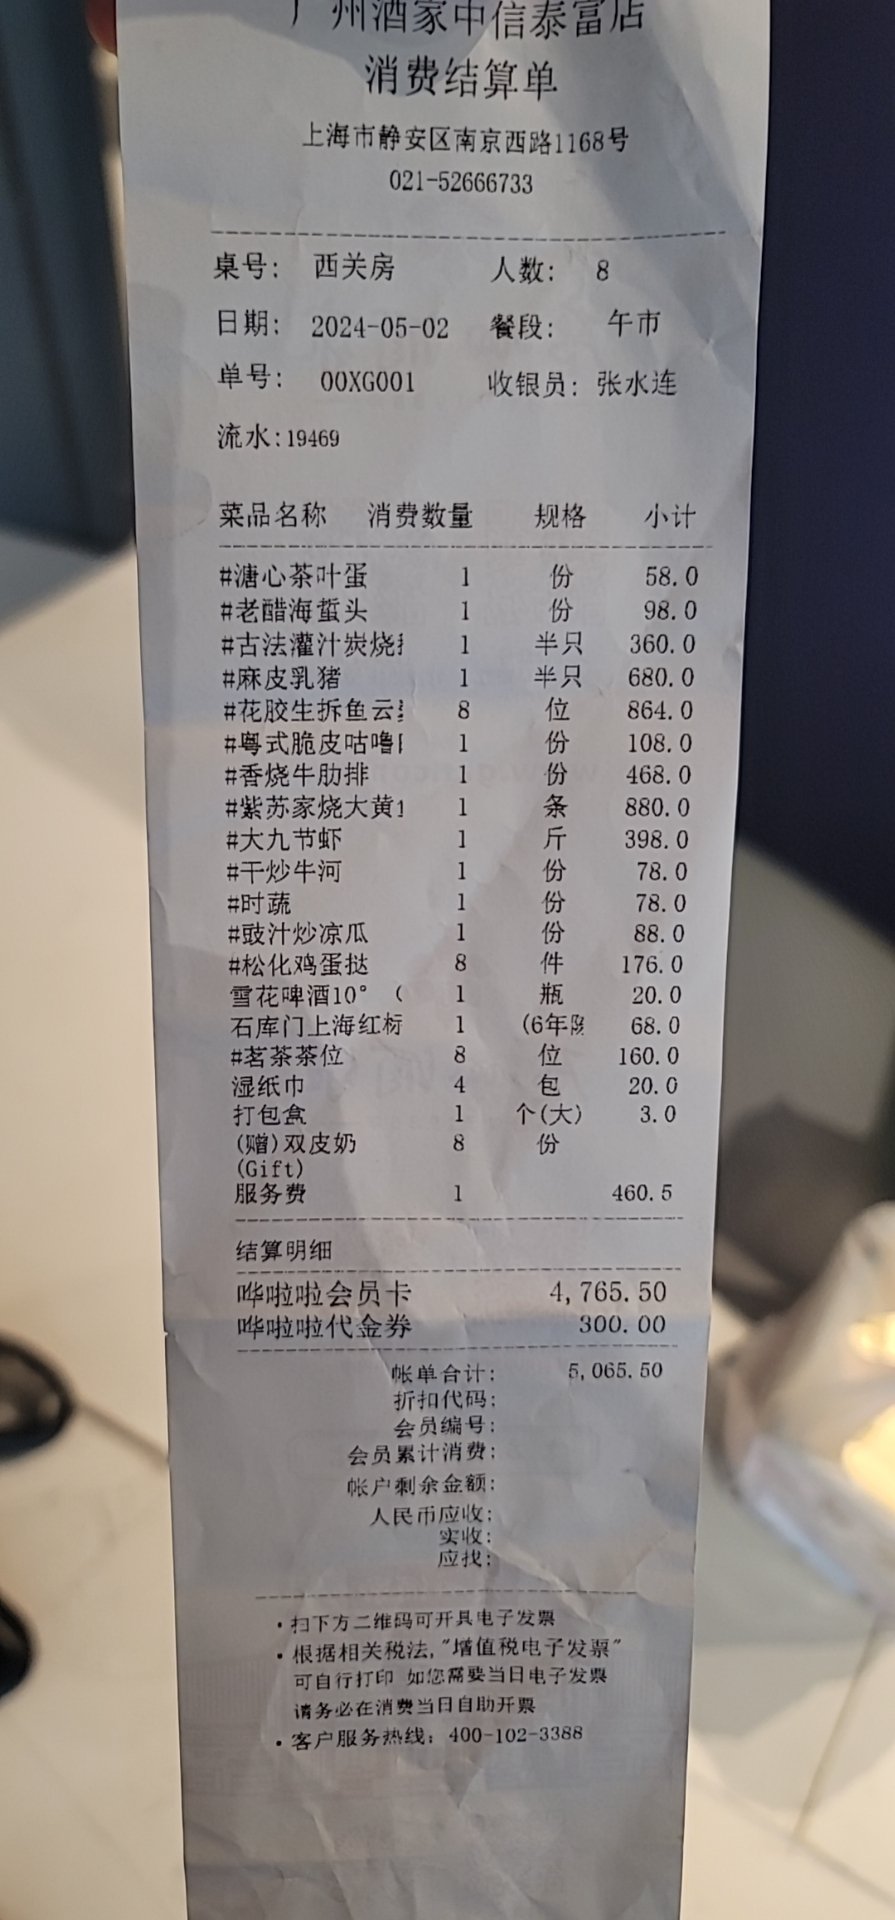 广州酒家中信泰富店
消费结算单
上海市静安区南京西路1168号
021-52666733
桌号: 西关房 人数: 8
日期: 2024-05-02 餐段: 午市
单号: 00XG001 收银员: 张水连
流水:19469
菜品名称 消费数量 规格 小计
#溏心茶叶蛋 1 份 58.0
#老醋海蜇头 1 份 98.0
#古法灌汁炭烧 1 半只 360.0
#麻皮乳猪 1 半只 680.0
#花胶生拆鱼云 8 位 864.0
#粤式脆皮咕噜 1 份 108.0
#香烧牛肋排 1 份 468.0
#紫苏家烧大黄 1 条 880.0
#大九节虾 1 斤 398.0
#干炒牛河 1 份 78.0
#时蔬 1 份 78.0
#豉汁炒凉瓜 1 份 88.0
#松化鸡蛋挞 8 件 176.0
雪花啤酒10° ( 1 瓶 20.0
石库门上海红标 1 (6年 68.0
#茗茶茶位 8 位 160.0
湿纸巾 4 包 20.0
打包盒 1 个(大) 3.0
(赠)双皮奶 8 份
(Gift)
服务费 1 460.5
结算明细
哗啦啦会员卡 4,765.50
哗啦啦代金券 300.00
帐单合计: 5,065.50
折扣代码:
会员编号:
会员累计消费:
帐户剩余金额:
人民币应收:
实收:
应找:
·扫下方二维码可开具电子发票
·根据相关税法,"增值税电子发票"
可自行打印 如您需要当日电子发票
请务必在消费当日自助开票
·客户服务热线: 400-102-3388